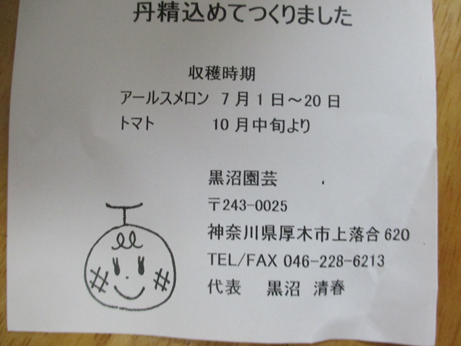 丹精込めてつくりました
収穫時期
アールスメロン 7月1日～20日
トマト 10月中旬より
黒沼園芸
〒243-0025
神奈川県厚木市上落合620
TEL/FAX 046-228-6213
代表 黒沼 清春